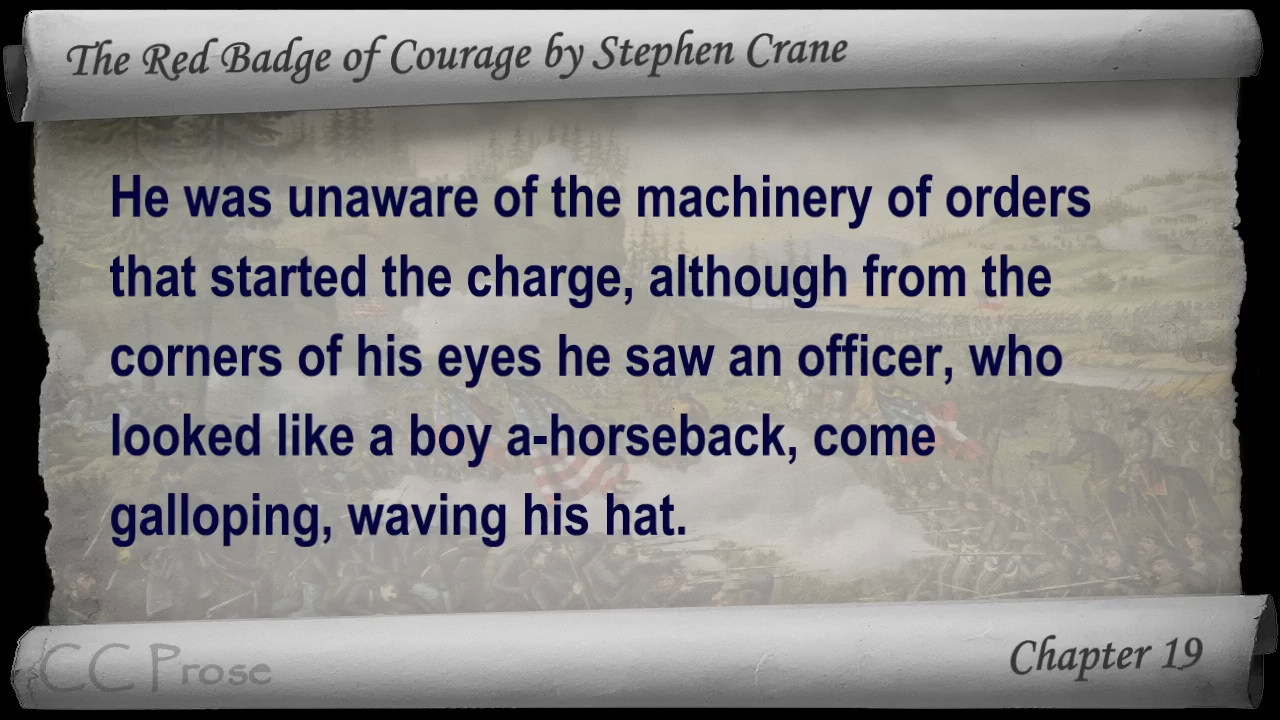 The Red Badge of Courage by Stephen Crane
He was unaware of the machinery of orders
that started the charge, although from the
corners of his eyes he saw an officer, who
looked like a boy a-horseback, come
galloping, waving his hat.
CC Prose
Chapter 19